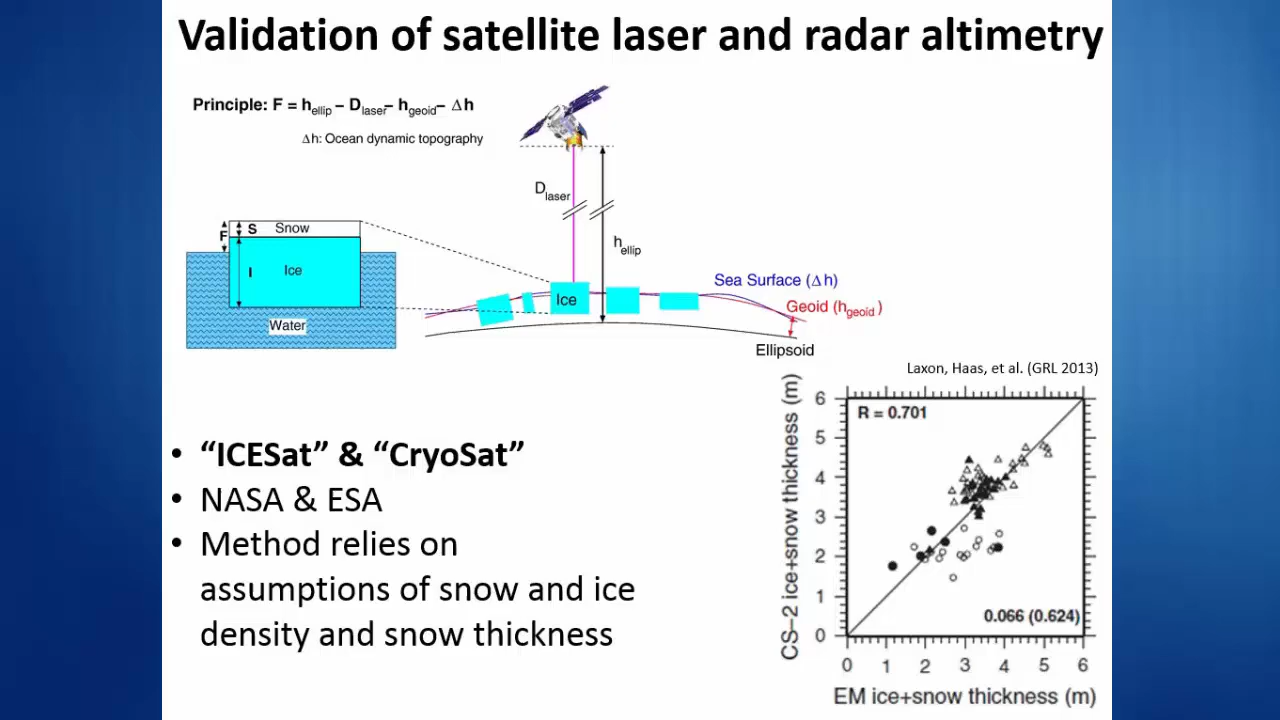 Validation of satellite laser and radar altimetry
Principle: F = hellip – Dlaser– hgeoid– Δh
Δh: Ocean dynamic topography
Dlaser
hellip
F
S
Snow
I
Ice
Water
Ice
Sea Surface (Δh)
Geoid (hgeoid)
Ellipsoid
Laxon, Haas, et al. (GRL 2013)
• “ICESat” & “CryoSat”
• NASA & ESA
• Method relies on
assumptions of snow and ice
density and snow thickness
CS–2 ice+snow thickness (m)
6
5
4
3
2
1
0
R = 0.701
0.066 (0.624)
0 1 2 3 4 5 6
EM ice+snow thickness (m)